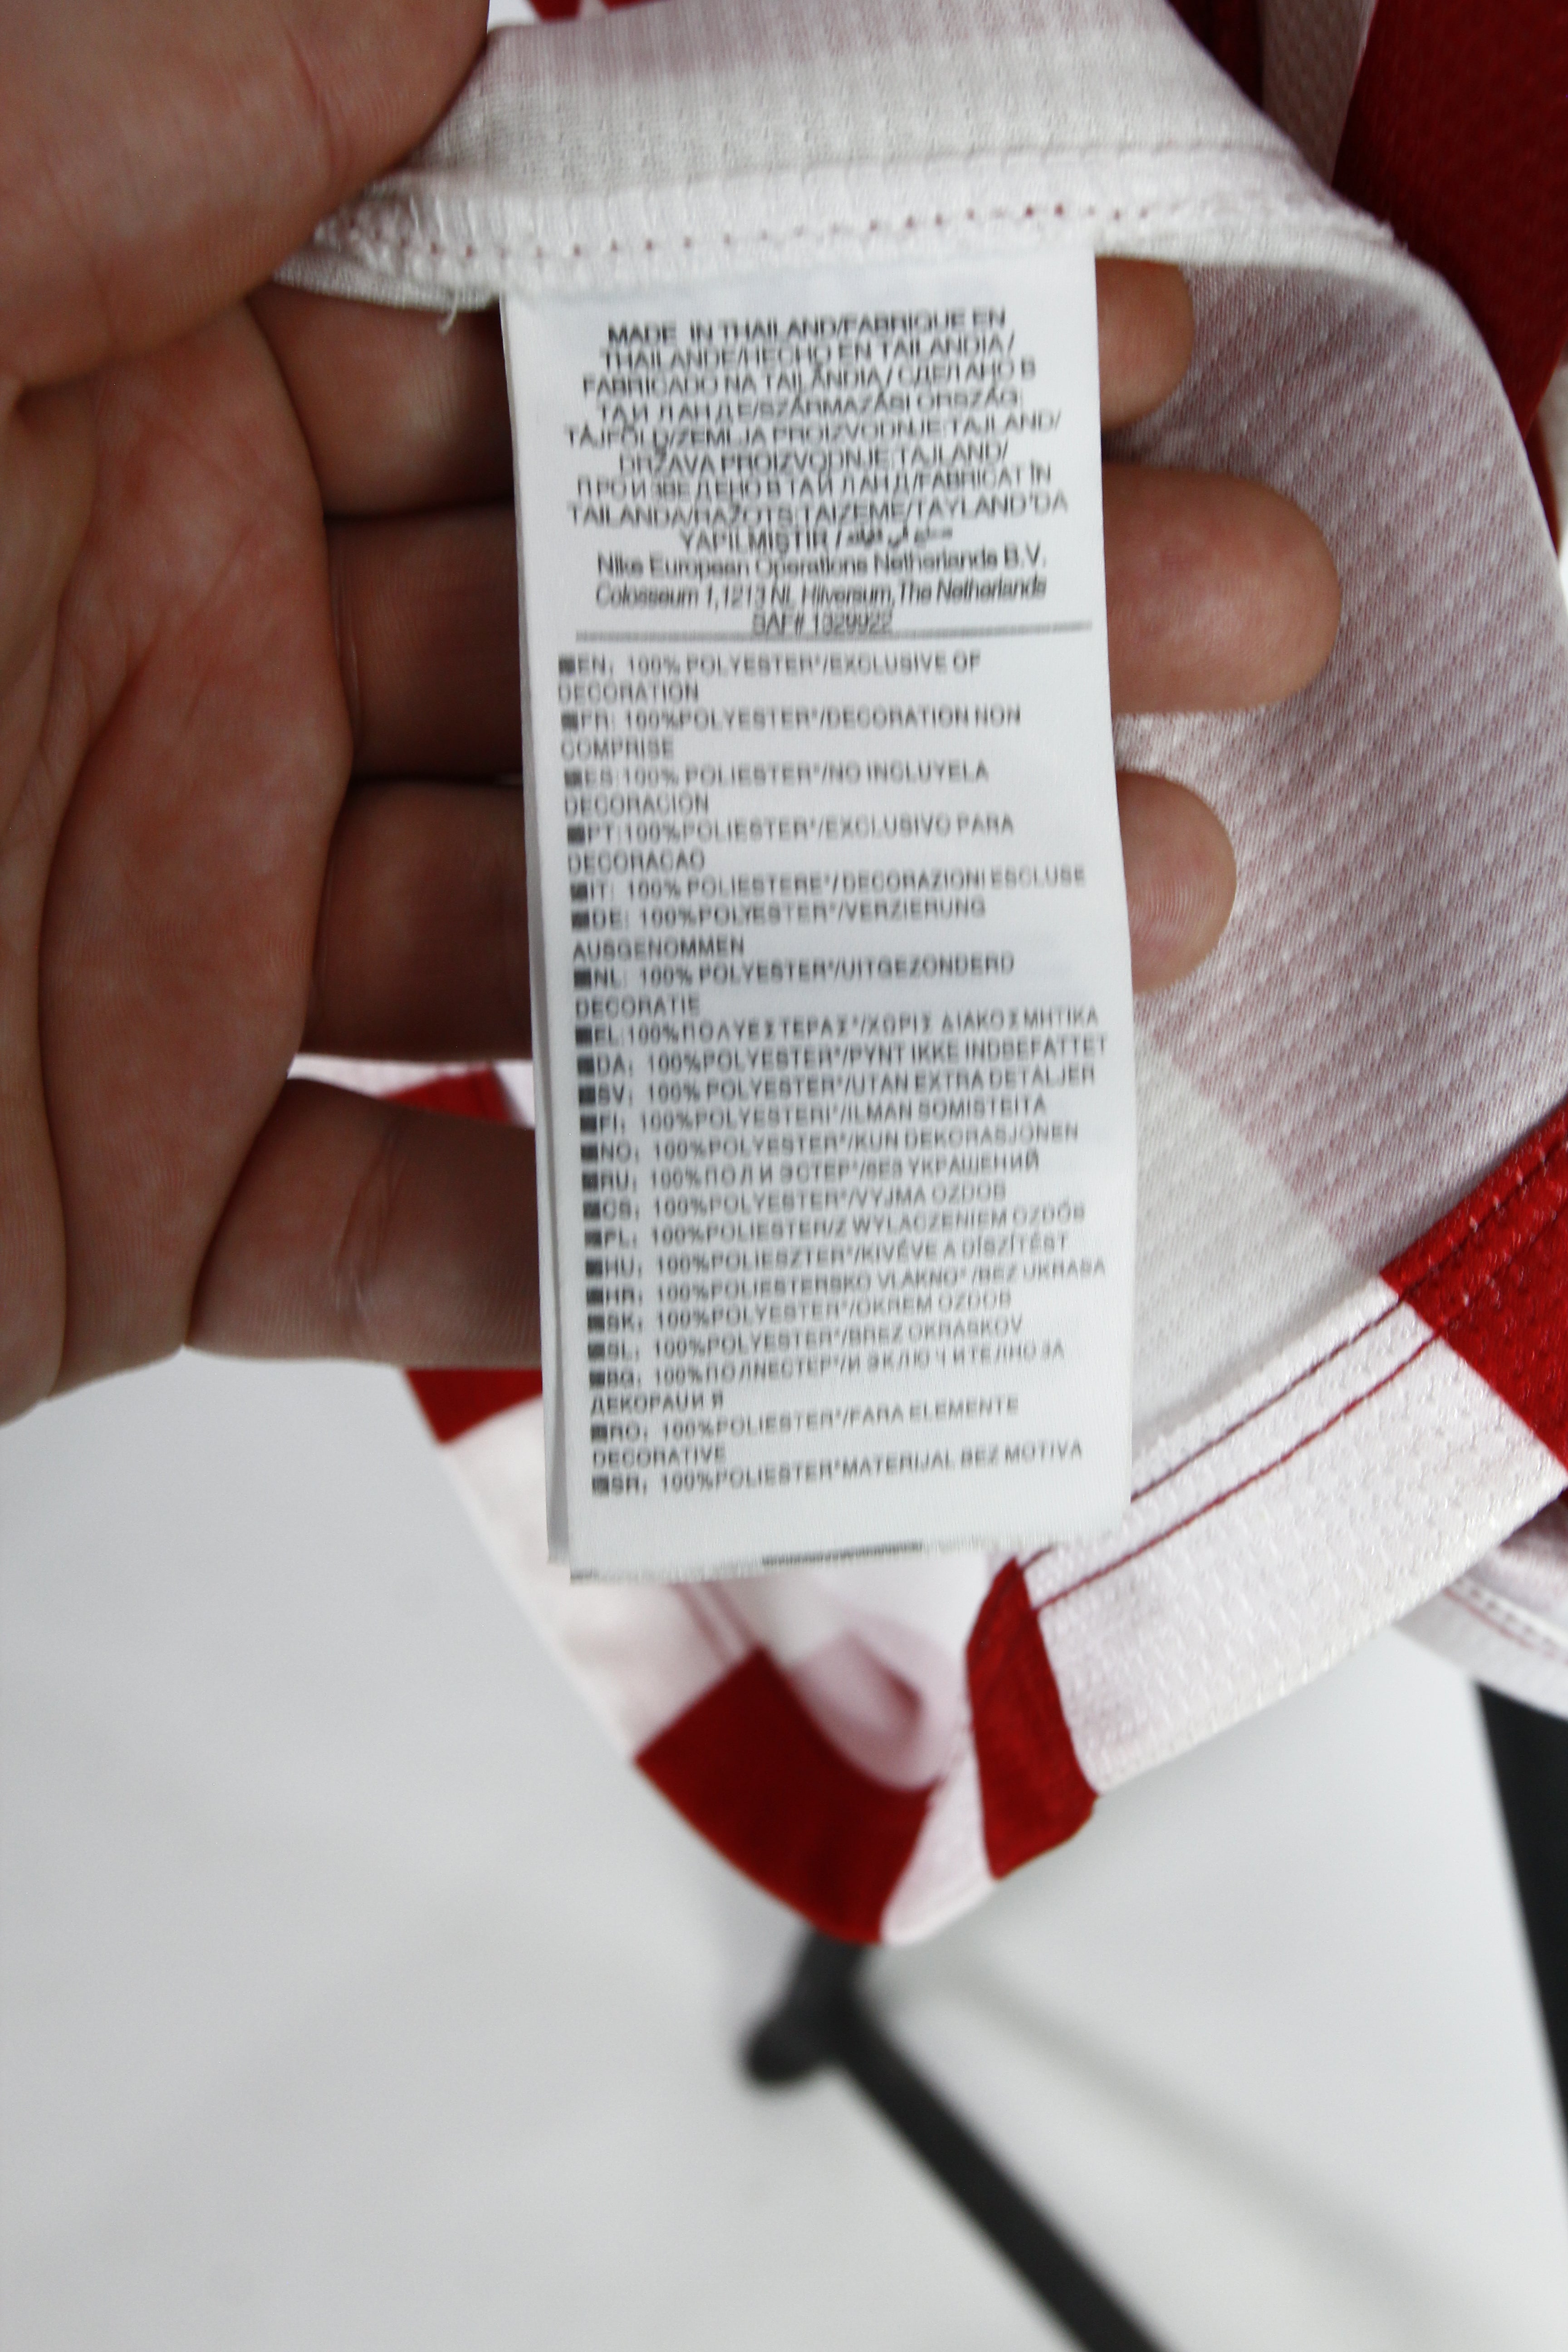 MADE IN THAILAND/FABRIQUE EN
THAILANDE/HECHO EN TAILANDIA/
FABRICADO NA TAILÂNDIA/СДЕЛАНО В
ТАИЛАНДЕ/SZÁRMAZÁSI ORSZÁG:
TÁJFÖLD/ZEMLJA PROIZVODNJE:TAJLAND/
DRŽAVA PROIZVODNJE:TAJLAND/
ПРОИЗВЕДЕНО В ТАЙЛАНД/FABRICAT ÎN
TAILANDA/RAŽOTS:TAIZEME/TAYLAND'DA
YAPILMIŞTIR /
Nike European Operations Netherlands B.V.
Colosseum 1,1213 NL Hilversum,The Netherlands
SAF# 1329922
EN: 100% POLYESTER*/EXCLUSIVE OF
DECORATION
FR: 100%POLYESTER*/DECORATION NON
COMPRISE
ES:100% POLIESTER*/NO INCLUYELA
DECORACION
PT:100%POLIESTER*/EXCLUSIVO PARA
DECORACAO
IT: 100% POLIESTERE*/DECORAZIONI ESCLUSE
DE: 100%POLYESTER*/VERZIERUNG
AUSGENOMMEN
NL: 100% POLYESTER*/UITGEZONDERD
DECORATIE
EL:100%ΠΟΛΥΕΣΤΕΡΑΣ*/ΧΩΡΙΣ ΔΙΑΚΟΣΜΗΤΙΚΑ
DA: 100%POLYESTER*/PYNT IKKE INDBEFATTET
SV: 100% POLYESTER*/UTAN EXTRA DETALJER
FI: 100%POLYESTERI*/ILMAN SOMISTEITA
NO: 100%POLYESTER*/KUN DEKORASJONEN
RU: 100%ПОЛИЭСТЕР*/БЕЗ УКРАШЕНИЙ
CS: 100%POLYESTER*/VYJMA OZDOB
PL: 100%POLIESTER/Z WYLACZENIEM OZDÓB
HU: 100%POLIESZTER*/KIVÉVE A DÍSZÍTÉST
HR: 100%POLIESTERSKO VLAKNO*/BEZ UKRASA
SK: 100%POLYESTER*/OKREM OZDOB
SL: 100%POLYESTER*/BREZ OKRASKOV
BG: 100%ПОЛNЕСТЕР*/И ЭКЛЮЧИТЕЛНО ЗА
ДЕКОРАЦИЯ
RO: 100%POLIESTER*/FARA ELEMENTE
DECORATIVE
SR: 100%POLIESTER*MATERIJAL BEZ MOTIVA